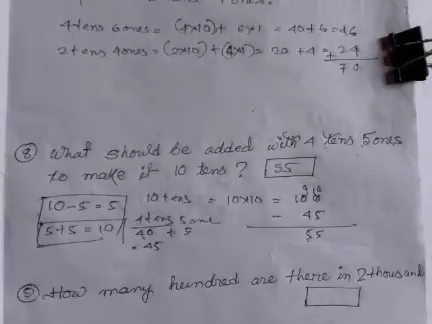 4 tens 6 ones = (4×10) + 6×1 = 40+6 = 46
2 tens 4 ones = (2×10) + (4×1) = 20 + 4 = + 24
70
⑧ What should be added with 4 tens 5 ones
to make it 10 tens? 55
10-5=5 10 tens = 10×10 = 100
5+5=10 4 tens 5 one - 45
40 + 5 55
= 45
⑨ How many hundred are there in 2 thousand